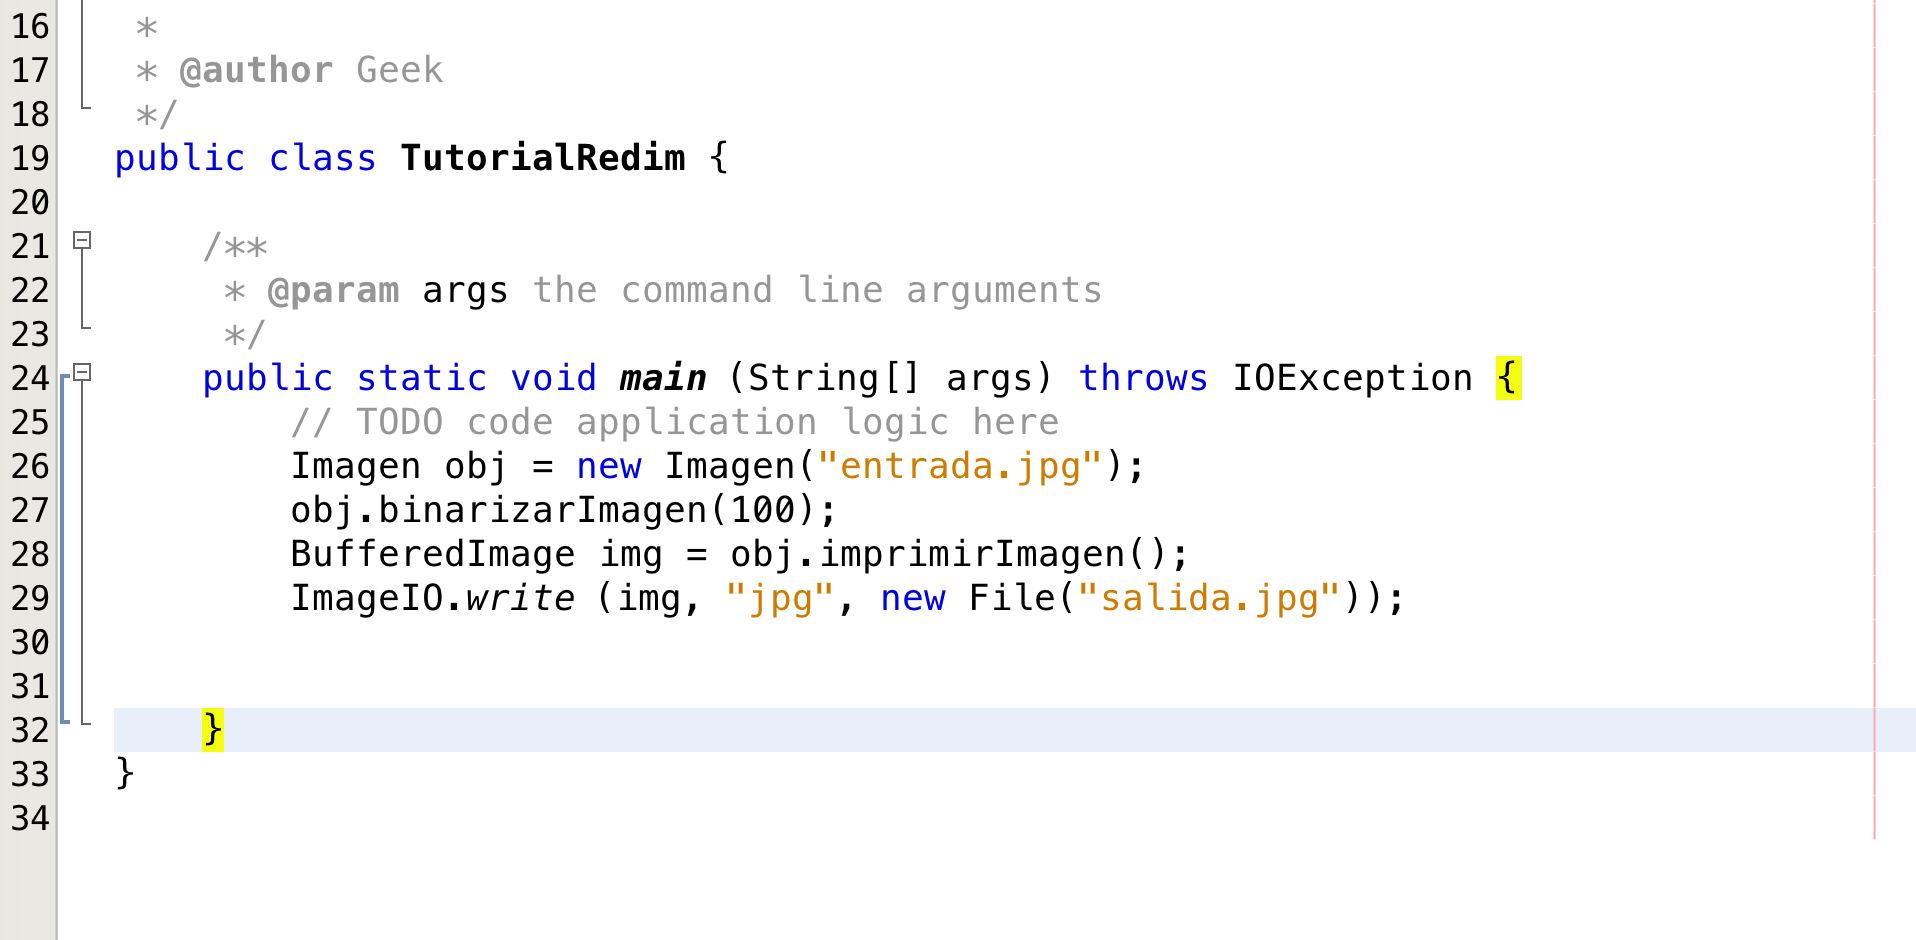 16 *
17 * @author Geek
18 */
19 public class TutorialRedim {
20
21 /**
22 * @param args the command line arguments
23 */
24 public static void main (String[] args) throws IOException {
25 // TODO code application logic here
26 Imagen obj = new Imagen("entrada.jpg");
27 obj.binarizarImagen(100);
28 BufferedImage img = obj.imprimirImagen();
29 ImageIO.write (img, "jpg", new File("salida.jpg"));
30
31
32 }
33 }
34